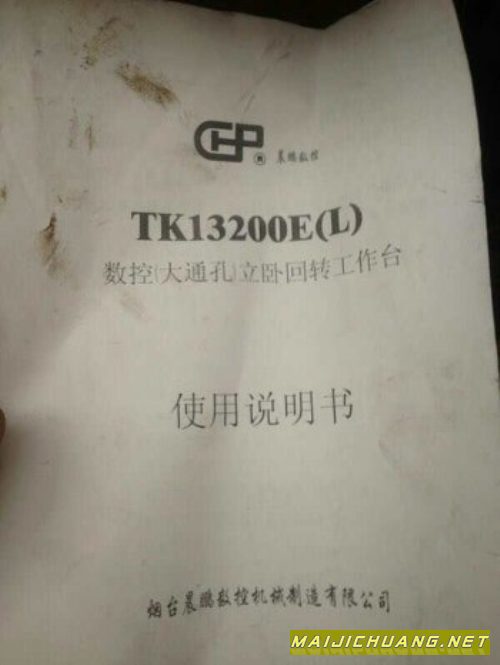 CHP® 晨鹏数控
TK13200E(L)
数控(大通孔)立卧回转工作台
使用说明书
烟台晨鹏数控机械制造有限公司
MAIJICHUANG.NET